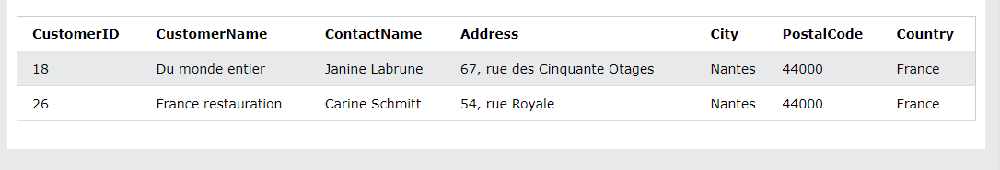 CustomerID CustomerName ContactName Address City PostalCode Country
18 Du monde entier Janine Labrune 67, rue des Cinquante Otages Nantes 44000 France
26 France restauration Carine Schmitt 54, rue Royale Nantes 44000 France